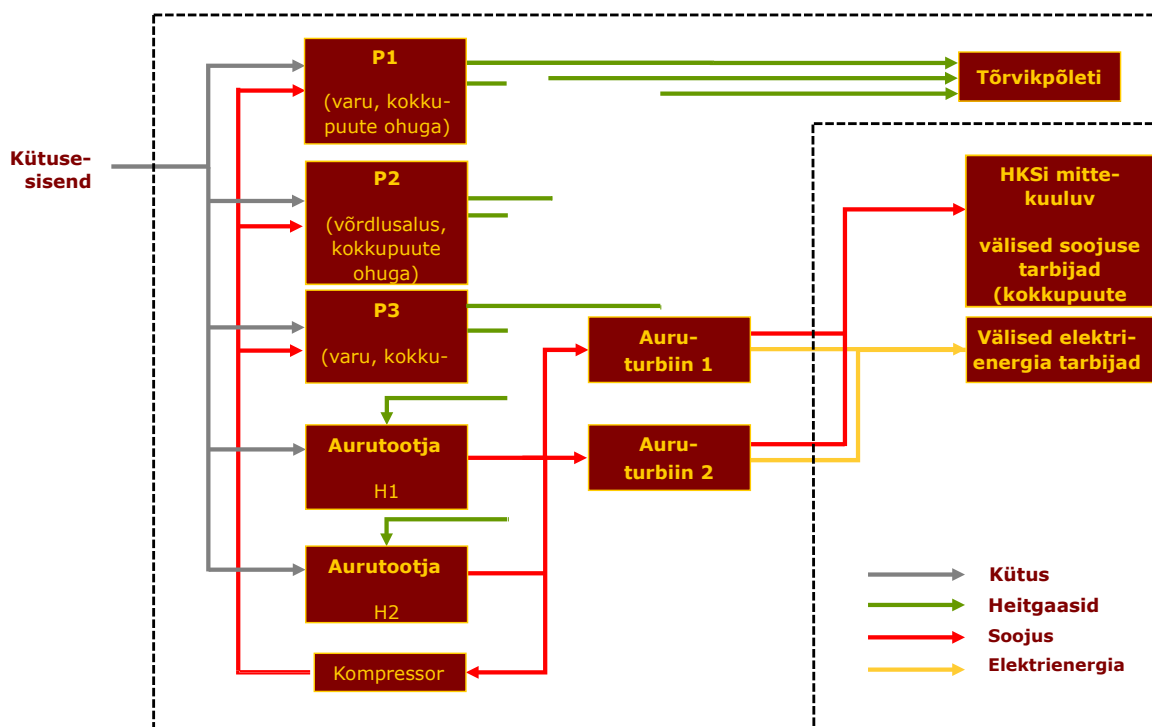 Kütuse-
sisend
P1
(varu, kokku-
puute ohuga)
P2
(võrdlusalus,
kokkupuute
ohuga)
P3
(varu, kokku-
Aurutootja
H1
Aurutootja
H2
Kompressor
Auru-
turbiin 1
Auru-
turbiin 2
Tõrvikpõleti
HKSi mitte-
kuuluv
välised soojuse
tarbijad
(kokkupuute
Välised elektri-
energia tarbijad
Kütus
Heitgaasid
Soojus
Elektrienergia